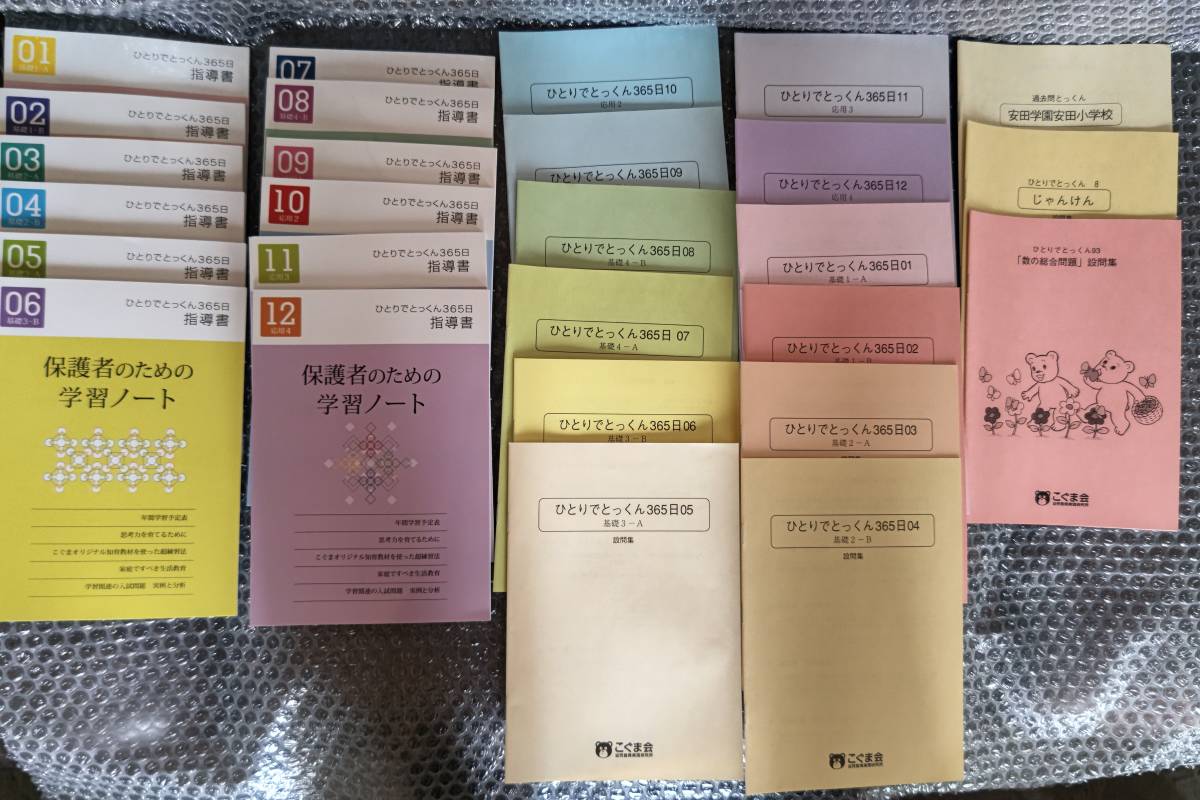 01
基礎1-A
ひとりでとっくん365日
指導書
02
基礎1-B
ひとりでとっくん365日
指導書
03
ひとりでとっくん365日
指導書
04
基礎2-B
ひとりでとっくん365日
指導書
05
ひとりでとっくん365日
指導書
06
基礎3-B
ひとりでとっくん365日
指導書
保護者のための
学習ノート
年間学習予定表
思考力を育てるために
こぐまオリジナル知育教材を使った超練習法
家庭ですべき生活教育
学習関連の入試問題 実例と分析
07
ひとりでとっくん365日
指導書
08
基礎4-B
ひとりでとっくん365日
指導書
09
ひとりでとっくん365日
指導書
10
応用2
ひとりでとっくん365日
指導書
11
応用3
ひとりでとっくん365日
指導書
12
応用4
ひとりでとっくん365日
指導書
保護者のための
学習ノート
年間学習予定表
思考力を育てるために
こぐまオリジナル知育教材を使った超練習法
家庭ですべき生活教育
学習関連の入試問題 実例と分析
ひとりでとっくん365日10
応用2
ひとりでとっくん365日09
ひとりでとっくん365日08
基礎4-B
ひとりでとっくん365日 07
基礎4-A
ひとりでとっくん365日06
基礎3-B
ひとりでとっくん365日05
基礎3-A
設問集
こぐま会
ひとりでとっくん365日11
応用3
ひとりでとっくん365日12
応用4
ひとりでとっくん365日01
基礎1-A
ひとりでとっくん365日02
基礎1-B
ひとりでとっくん365日03
基礎2-A
ひとりでとっくん365日04
基礎2-B
設問集
こぐま会
過去問とっくん
安田学園安田小学校
ひとりでとっくん 8
じゃんけん
ひとりでとっくん93
「数の総合問題」設問集
こぐま会